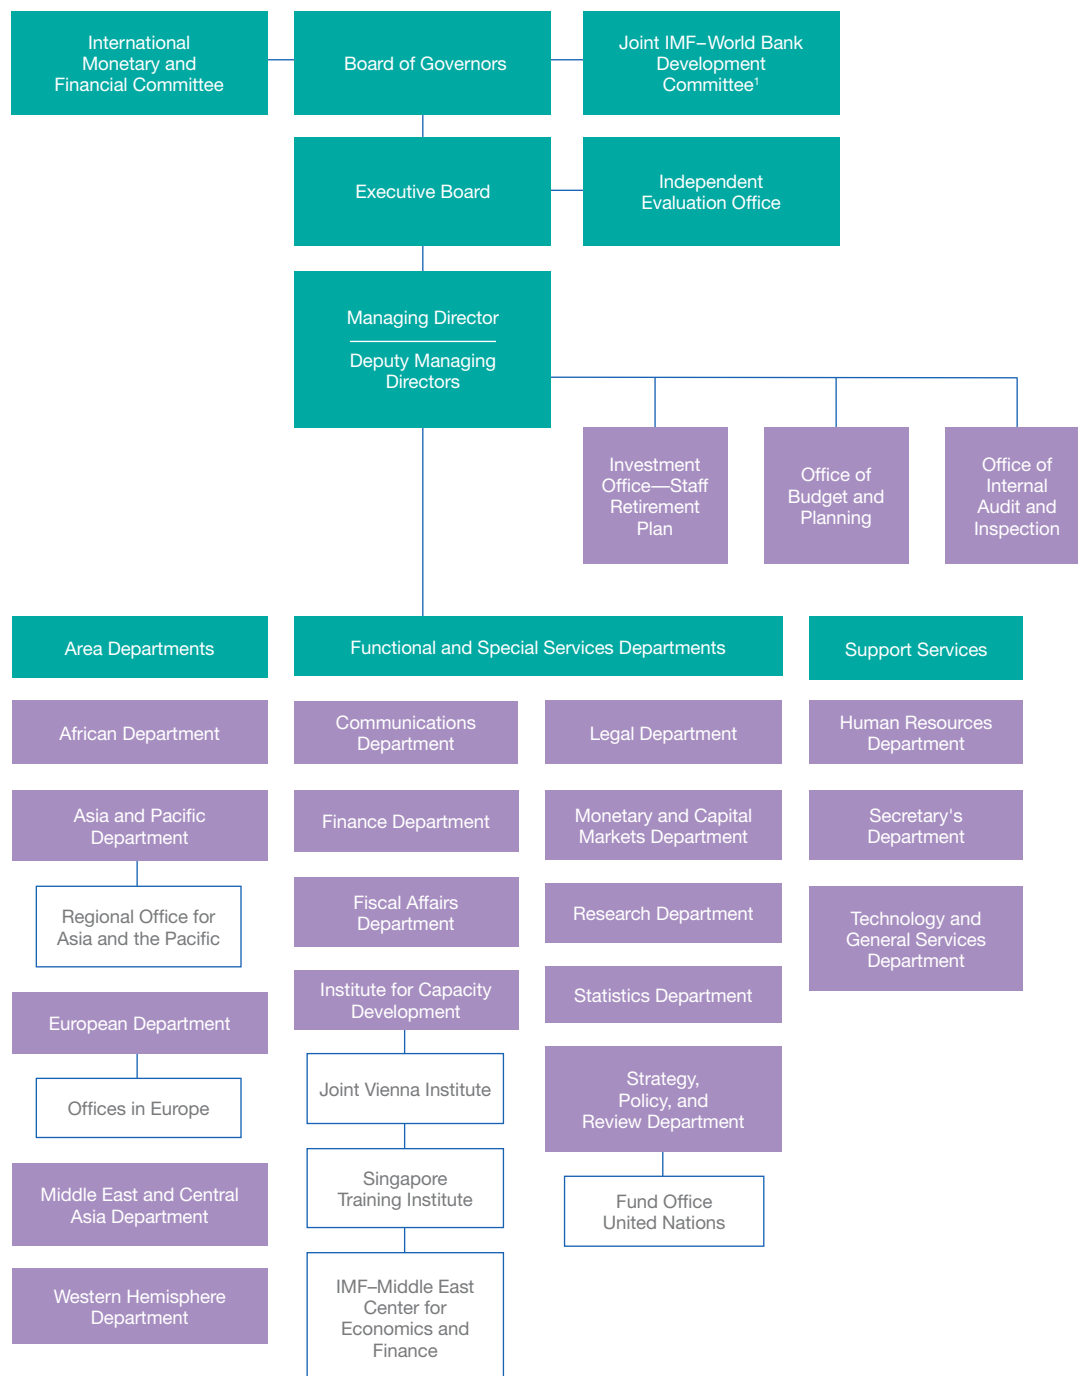 International
Monetary and
Financial Committee
Board of Governors
Joint IMF–World Bank
Development
Committee¹
Executive Board
Independent
Evaluation Office
Managing Director
Deputy Managing
Directors
Investment
Office—Staff
Retirement
Plan
Office of
Budget and
Planning
Office of
Internal
Audit and
Inspection
Area Departments
Functional and Special Services Departments
Support Services
African Department
Asia and Pacific
Department
Regional Office for
Asia and the Pacific
European Department
Offices in Europe
Middle East and Central
Asia Department
Western Hemisphere
Department
Communications
Department
Finance Department
Fiscal Affairs
Department
Institute for Capacity
Development
Joint Vienna Institute
Singapore
Training Institute
IMF–Middle East
Center for
Economics and
Finance
Legal Department
Monetary and Capital
Markets Department
Research Department
Statistics Department
Strategy,
Policy, and
Review Department
Fund Office
United Nations
Human Resources
Department
Secretary's
Department
Technology and
General Services
Department